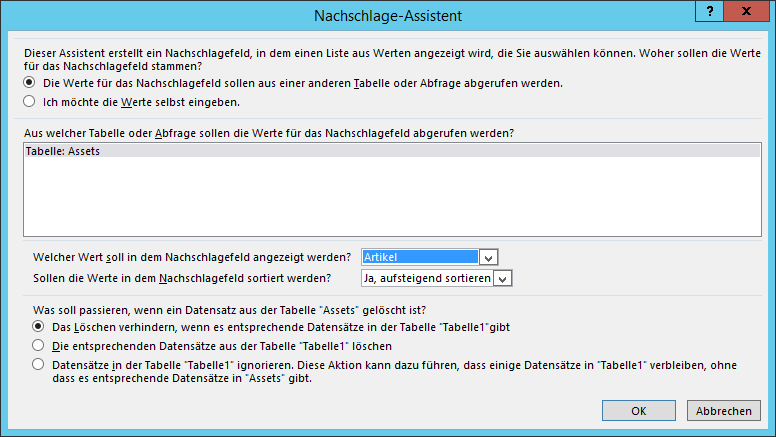 Nachschlage-Assistent
?
X
Dieser Assistent erstellt ein Nachschlagefeld, in dem einen Liste aus Werten angezeigt wird, die Sie auswählen können. Woher sollen die Werte
für das Nachschlagefeld stammen?
Die Werte für das Nachschlagefeld sollen aus einer anderen Tabelle oder Abfrage abgerufen werden.
Ich möchte die Werte selbst eingeben.
Aus welcher Tabelle oder Abfrage sollen die Werte für das Nachschlagefeld abgerufen werden?
Tabelle: Assets
Welcher Wert soll in dem Nachschlagefeld angezeigt werden? Artikel
Sollen die Werte in dem Nachschlagefeld sortiert werden? Ja, aufsteigend sortieren
Was soll passieren, wenn ein Datensatz aus der Tabelle "Assets" gelöscht ist?
Das Löschen verhindern, wenn es entsprechende Datensätze in der Tabelle "Tabelle1"gibt
Die entsprechenden Datensätze aus der Tabelle "Tabelle1" löschen
Datensätze in der Tabelle "Tabelle1" ignorieren. Diese Aktion kann dazu führen, dass einige Datensätze in "Tabelle1" verbleiben, ohne
dass es entsprechende Datensätze in "Assets" gibt.
OK Abbrechen